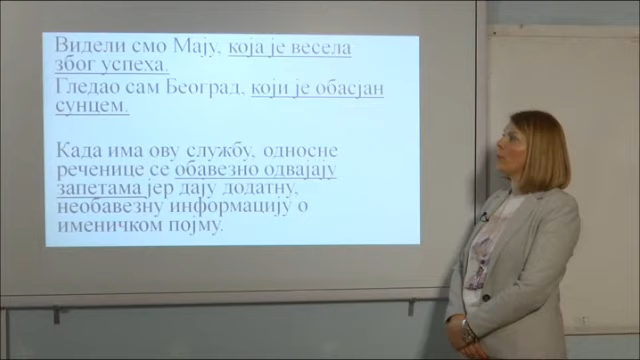 Видели смо Мају, која је весела
због успеха.
Гледао сам Београд, који је обасјан
сунцем.
Када има ову службу, односне
реченице се обавезно одвајају
запетама јер дају додатну,
необавезну информацију о
именичком појму.